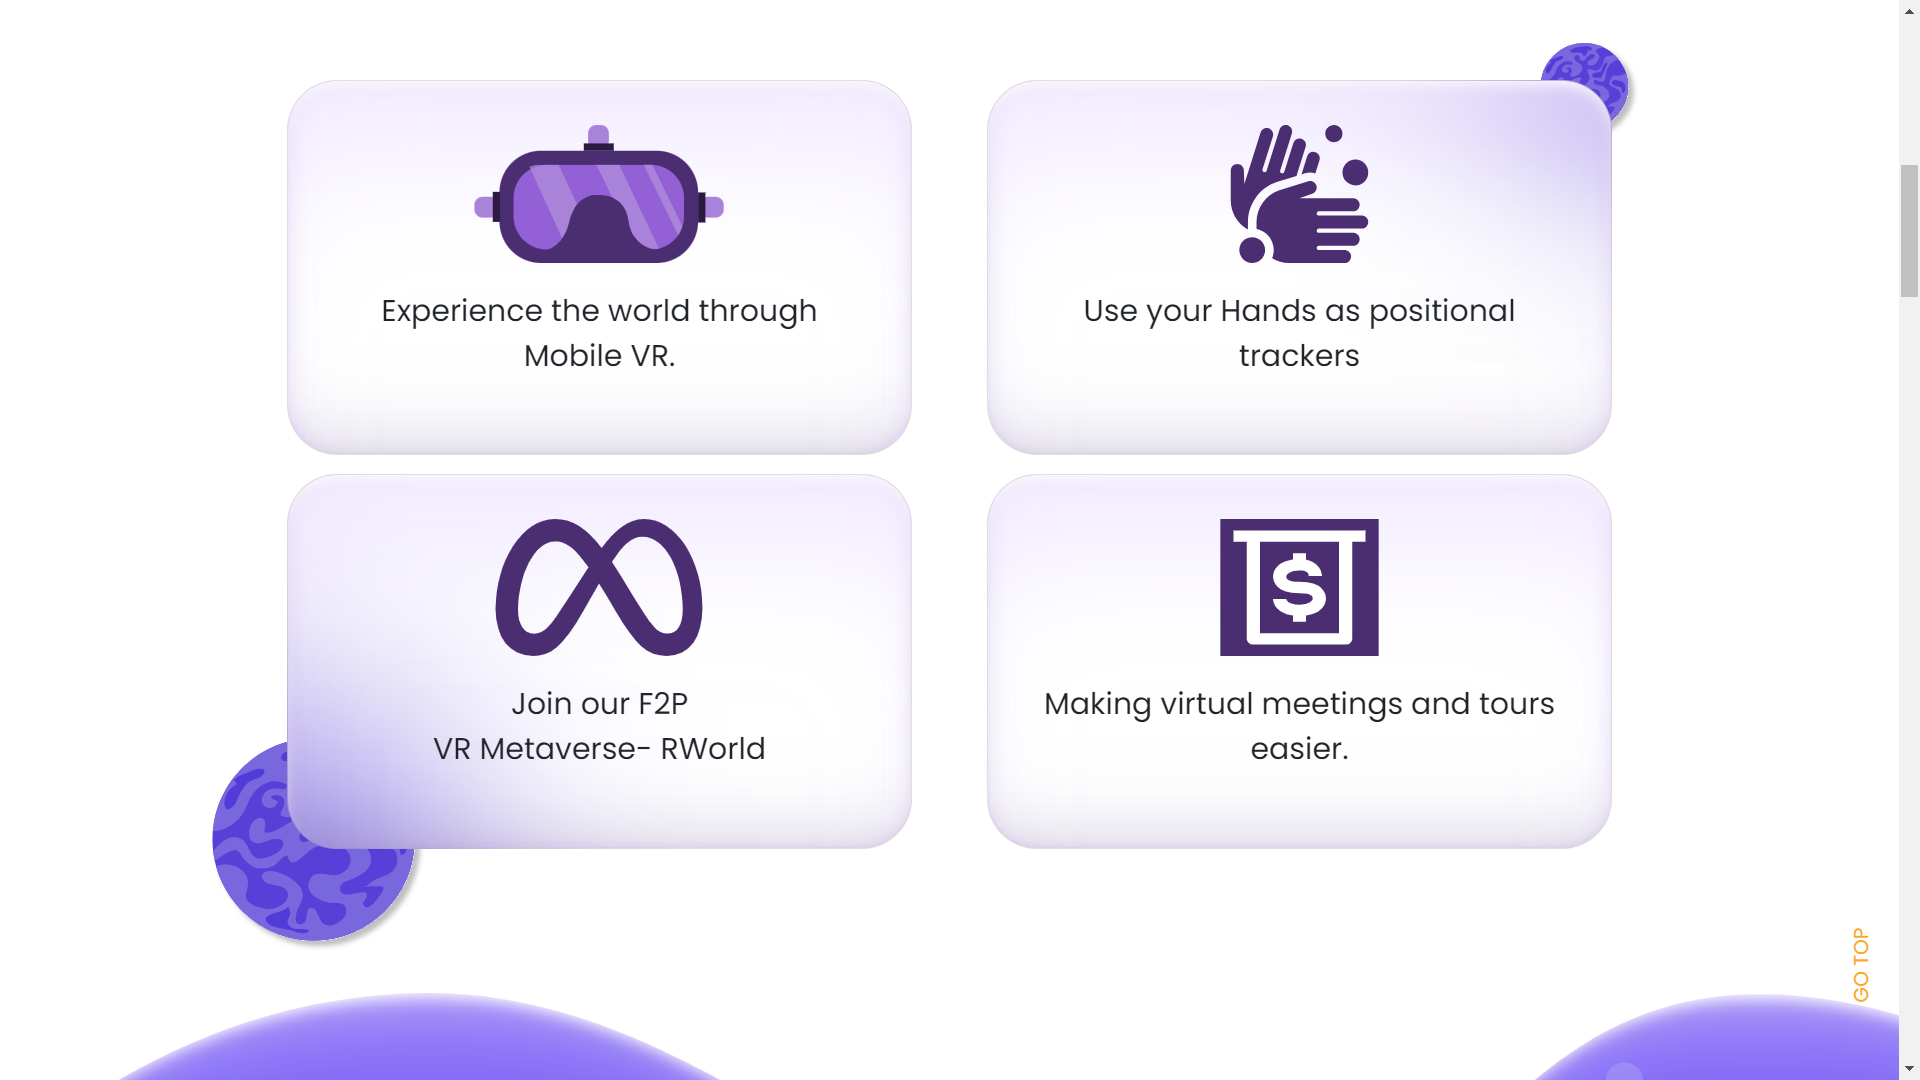 Experience the world through
Mobile VR.
Use your Hands as positional
trackers
Join our F2P
VR Metaverse- RWorld
Making virtual meetings and tours
easier.
GO TOP